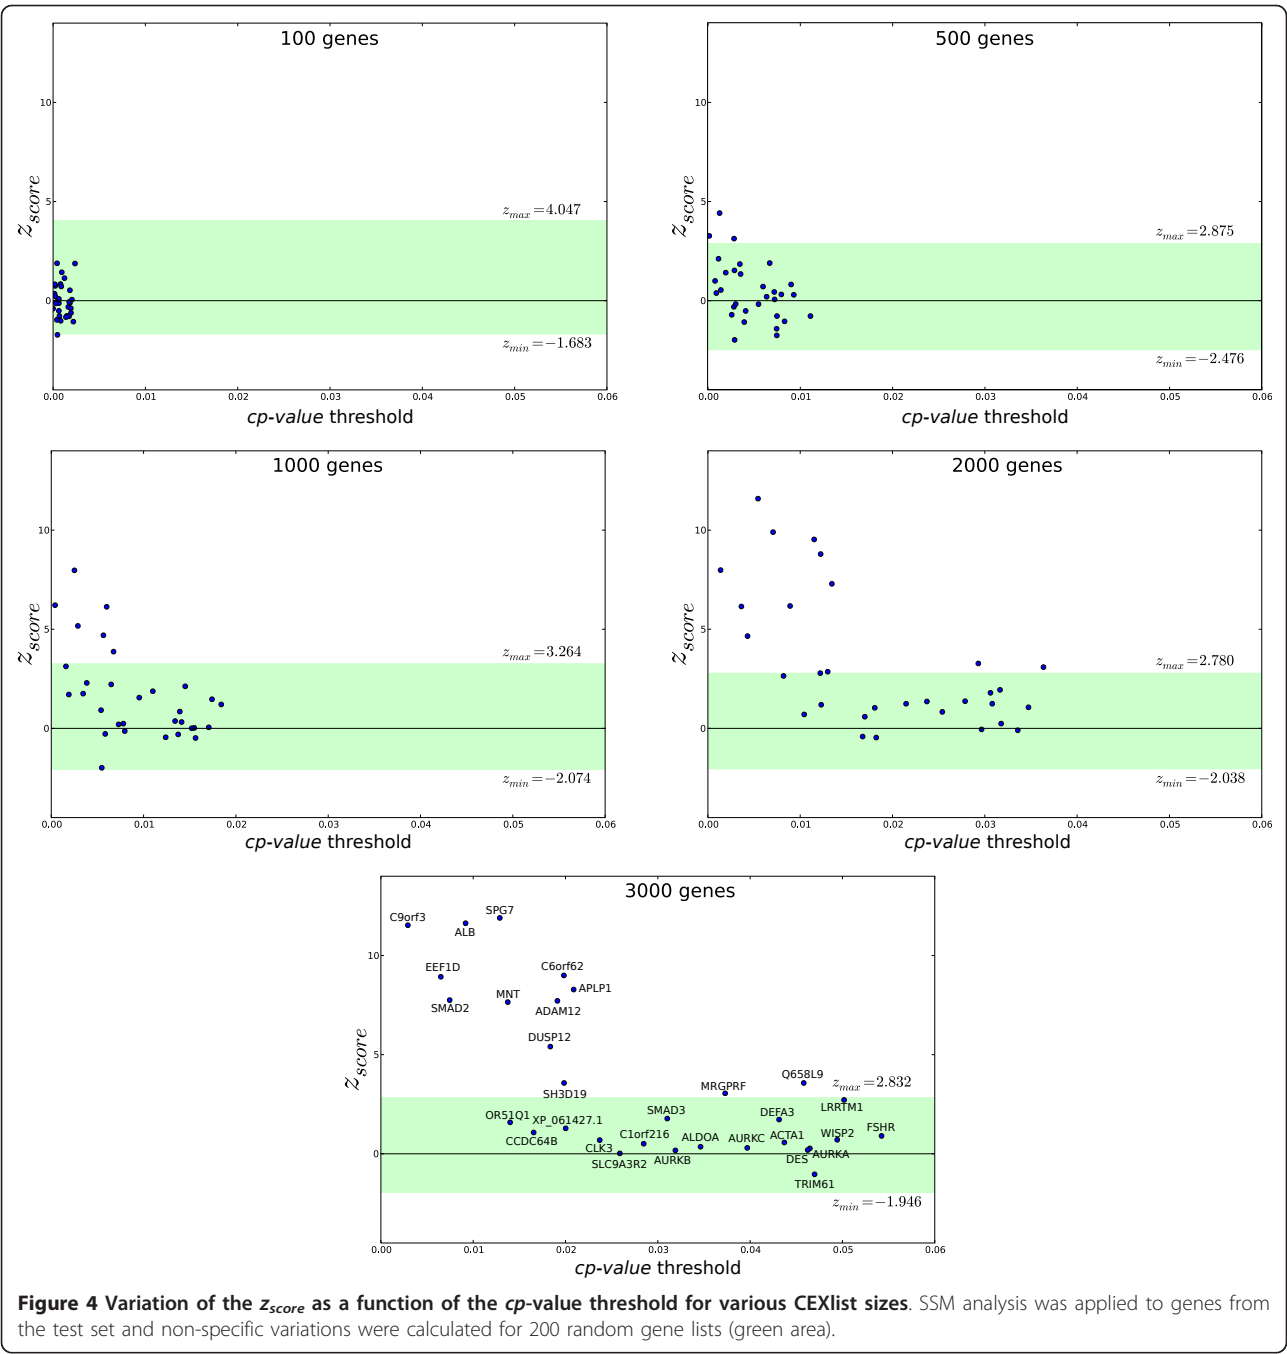 100 genes
10
5
0
z_score
z_max=4.047
z_min=−1.683
0.00 0.01 0.02 0.03 0.04 0.05 0.06
cp-value threshold
500 genes
10
5
0
z_score
z_max=2.875
z_min=−2.476
0.00 0.01 0.02 0.03 0.04 0.05 0.06
cp-value threshold
1000 genes
10
5
0
z_score
z_max=3.264
z_min=−2.074
0.00 0.01 0.02 0.03 0.04 0.05 0.06
cp-value threshold
2000 genes
10
5
0
z_score
z_max=2.780
z_min=−2.038
0.00 0.01 0.02 0.03 0.04 0.05 0.06
cp-value threshold
3000 genes
10
5
0
z_score
C9orf3
SPG7
ALB
EEF1D
C6orf62
SMAD2
MNT
APLP1
ADAM12
DUSP12
SH3D19
MRGPRF
Q658L9
z_max=2.832
OR51Q1
XP_061427.1
SMAD3
DEFA3
LRRTM1
CCDC64B
C1orf216
ALDOA
AURKC
ACTA1
WISP2
FSHR
CLK3
SLC9A3R2
AURKB
DES
AURKA
TRIM61
z_min=−1.946
0.00 0.01 0.02 0.03 0.04 0.05 0.06
cp-value threshold
Figure 4 Variation of the z_score as a function of the cp-value threshold for various CEXlist sizes. SSM analysis was applied to genes from
the test set and non-specific variations were calculated for 200 random gene lists (green area).